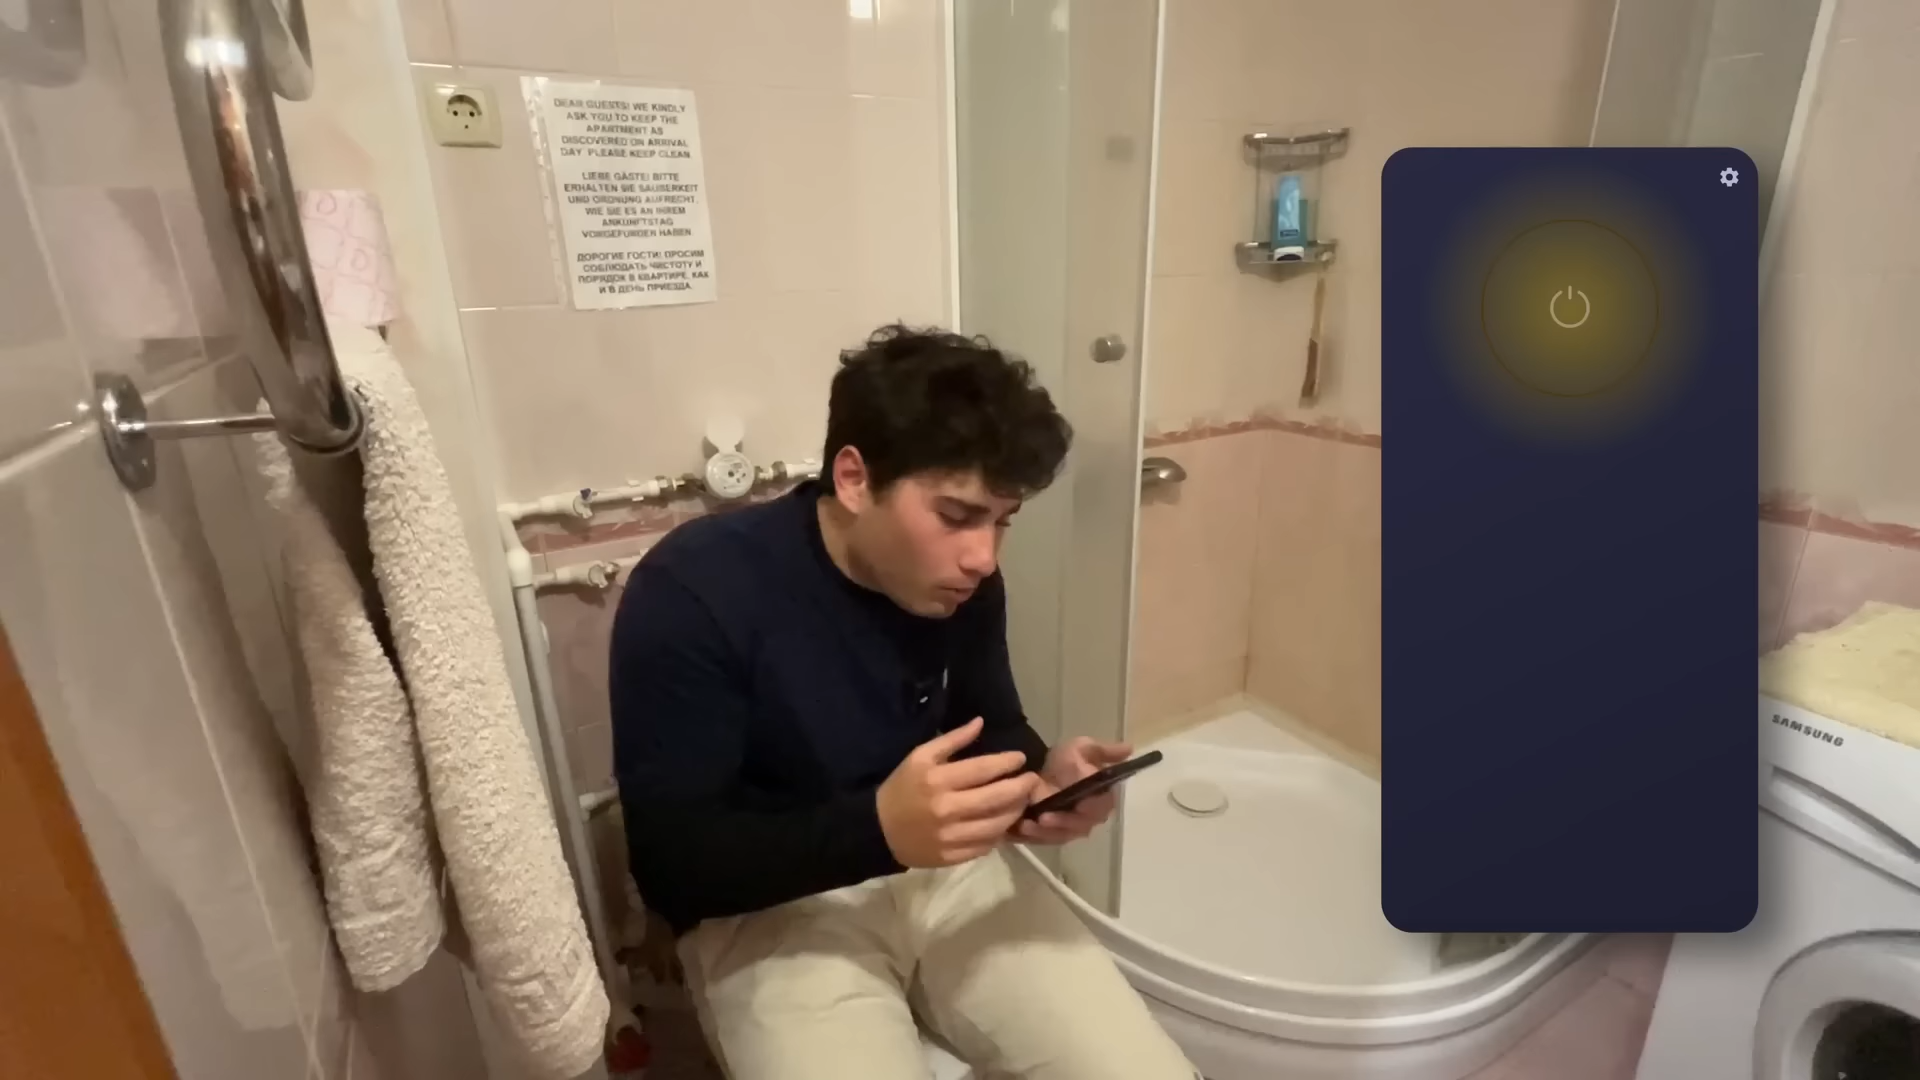 DEAR GUESTS! WE KINDLY
ASK YOU TO KEEP THE
APARTMENT AS
DISCOVERED ON ARRIVAL
DAY. PLEASE KEEP CLEAN.
LIEBE GÄSTE! BITTE
ERHALTEN SIE SAUBERKEIT
UND ORDNUNG AUFRECHT,
WIE SIE ES AN IHREM
ANKUNFTSTAG
VORGEFUNDEN HABEN.
ДОРОГИЕ ГОСТИ! ПРОСИМ
СОБЛЮДАТЬ ЧИСТОТУ И
ПОРЯДОК В КВАРТИРЕ, КАК
И В ДЕНЬ ПРИЕЗДА.
SAMSUNG